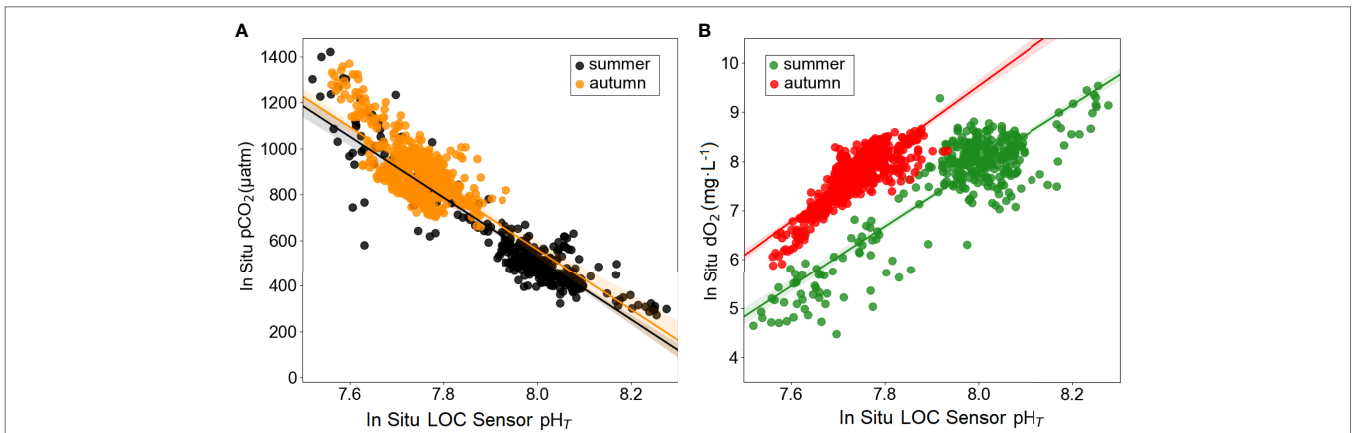 A
B
1400
1200
1000
800
600
400
200
0
In Situ pCO₂(µatm)
summer
autumn
7.6 7.8 8.0 8.2
In Situ LOC Sensor pH_T
10
9
8
7
6
5
4
In Situ dO₂ (mg·L⁻¹)
summer
autumn
7.6 7.8 8.0 8.2
In Situ LOC Sensor pH_T